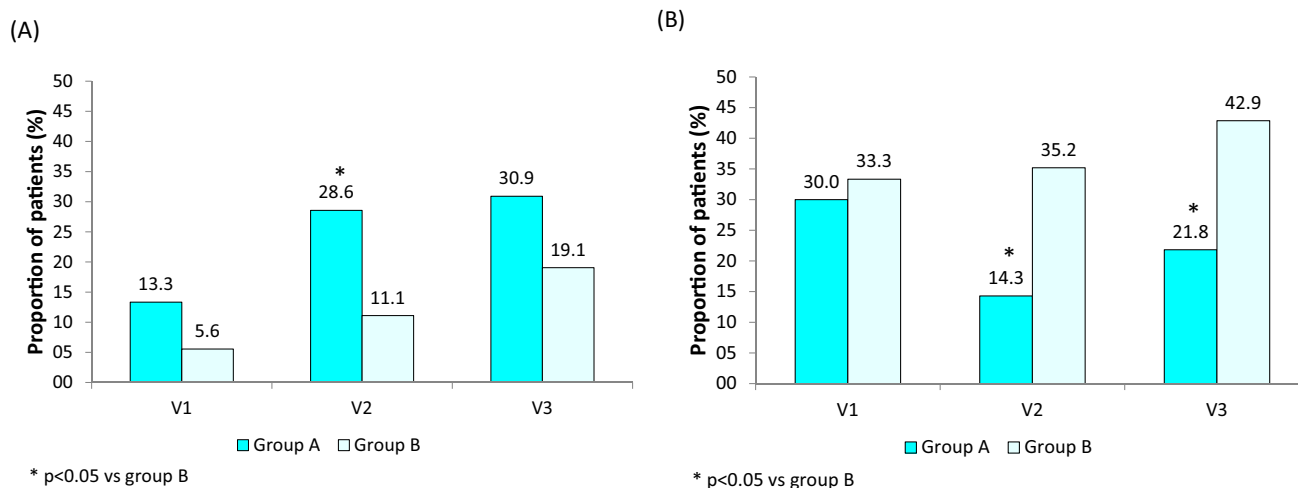 (A)
Proportion of patients (%)
50
45
40
35
30
25
20
15
10
05
00
13.3
5.6
*
28.6
11.1
30.9
19.1
V1
V2
V3
Group A
Group B
* p<0.05 vs group B
(B)
Proportion of patients (%)
50
45
40
35
30
25
20
15
10
05
00
30.0
33.3
*
14.3
35.2
*
21.8
42.9
V1
V2
V3
Group A
Group B
* p<0.05 vs group B